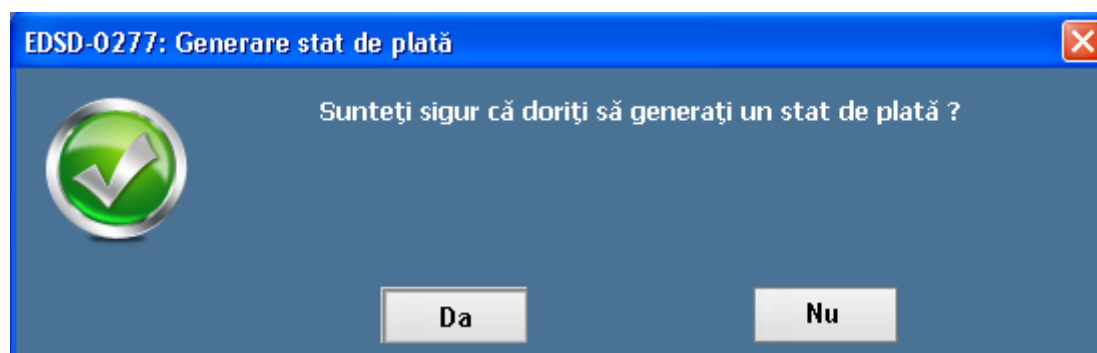 EDSD-0277: Generare stat de plată
Sunteţi sigur că doriţi să generaţi un stat de plată ?
Da
Nu